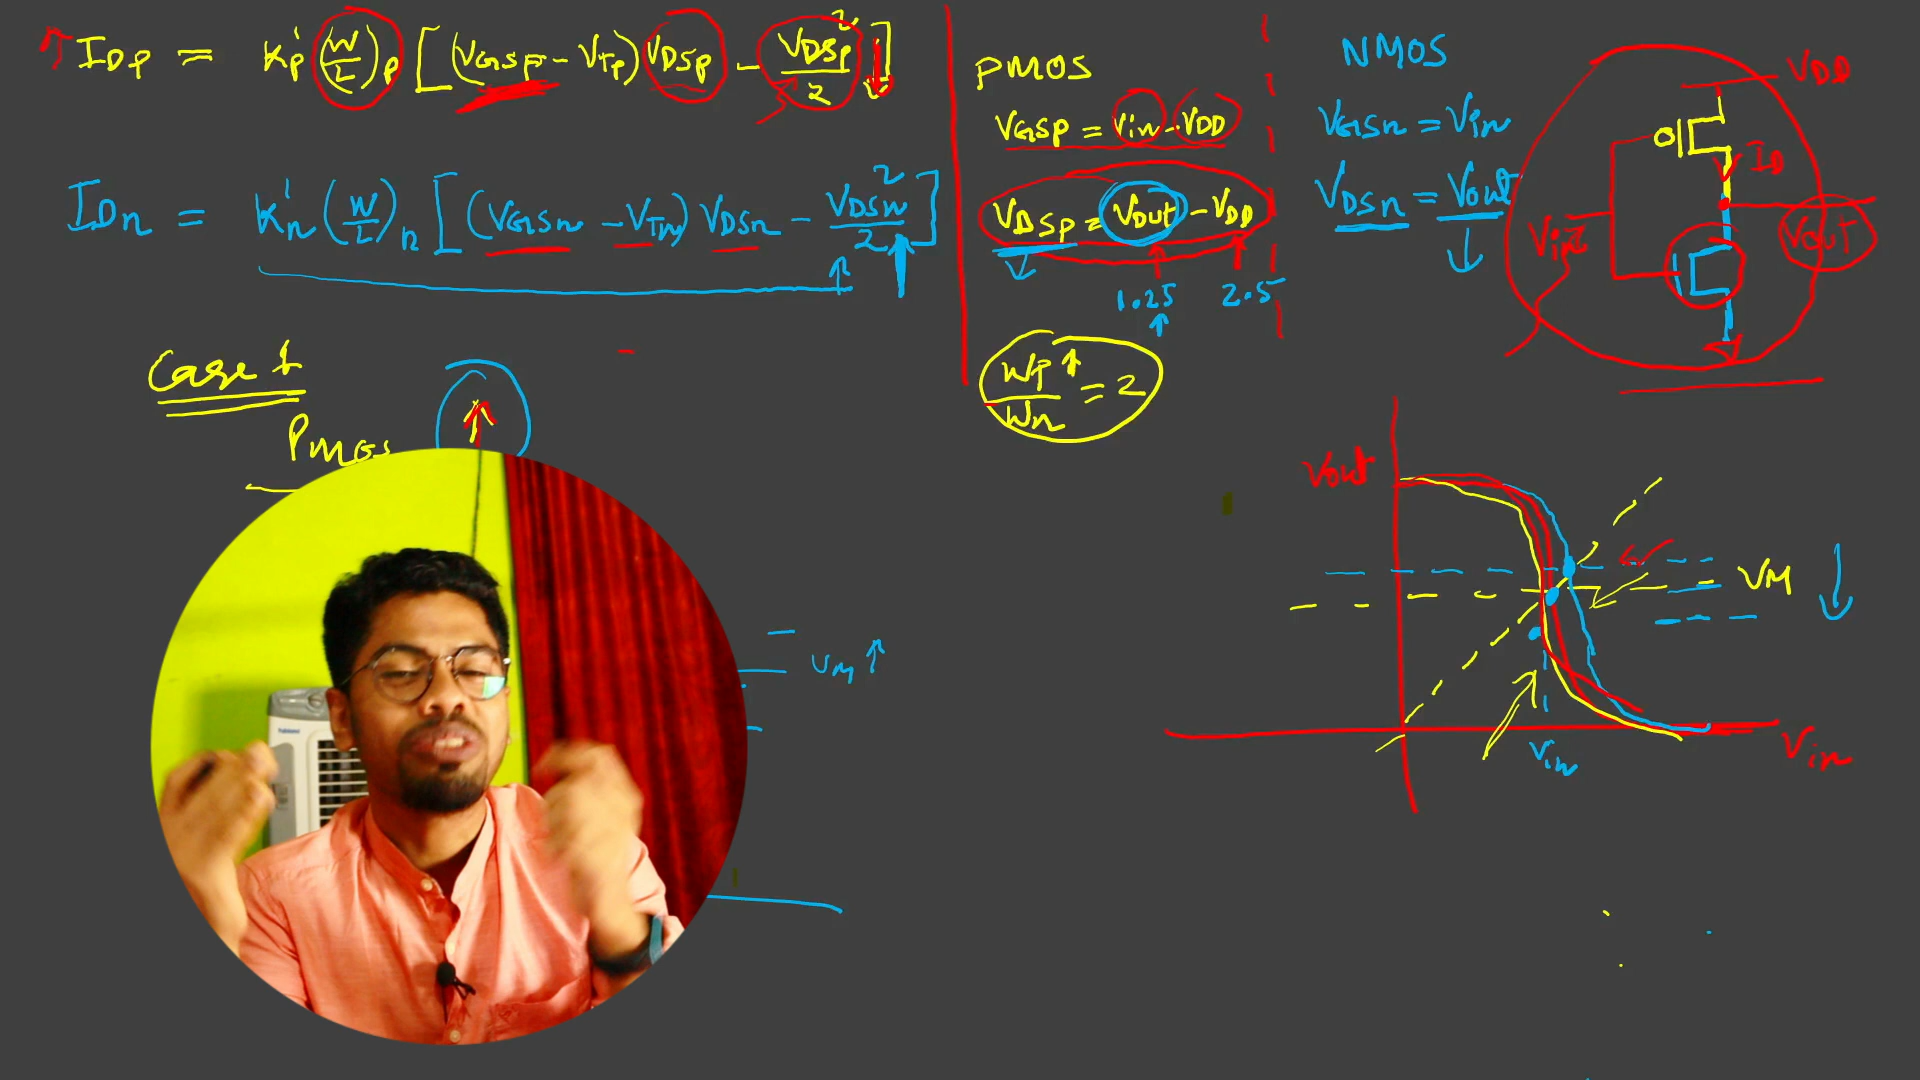 ↑ IDp = K'p (W/L)p [(VGSp - VTp) VDSp - VDSp²/2]
IDn = K'n (W/L)n [(VGSn - VTn) VDSn - VDSn²/2]
Case 1
PMOS
PMOS
VGSP = Vin - VDD
VDSP = VOUT - VDD
1.25 2.5
WP↑/Wn = 2
NMOS
VGSn = Vin
VDSn = Vout
VDD
ID
Vin
Vout
VM ↑
Vout
VM
Vin
Vin